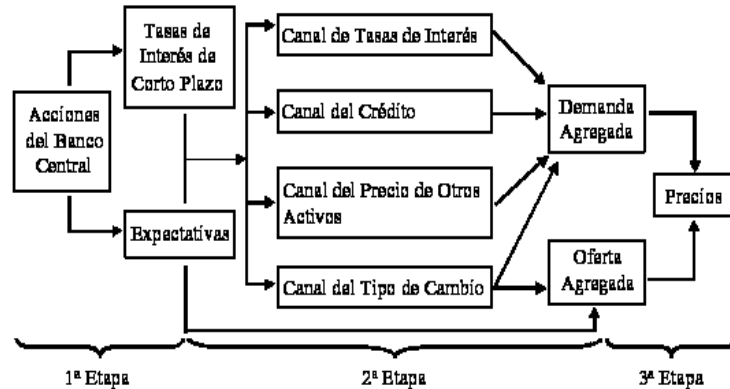 Tasas de
Interés de
Corto Plazo
Acciones
del Banco
Central
Expectativas
Canal de Tasas de Interés
Canal del Crédito
Canal del Precio de Otros
Activos
Canal del Tipo de Cambio
Demanda
Agregada
Oferta
Agregada
Precios
1ª Etapa
2ª Etapa
3ª Etapa